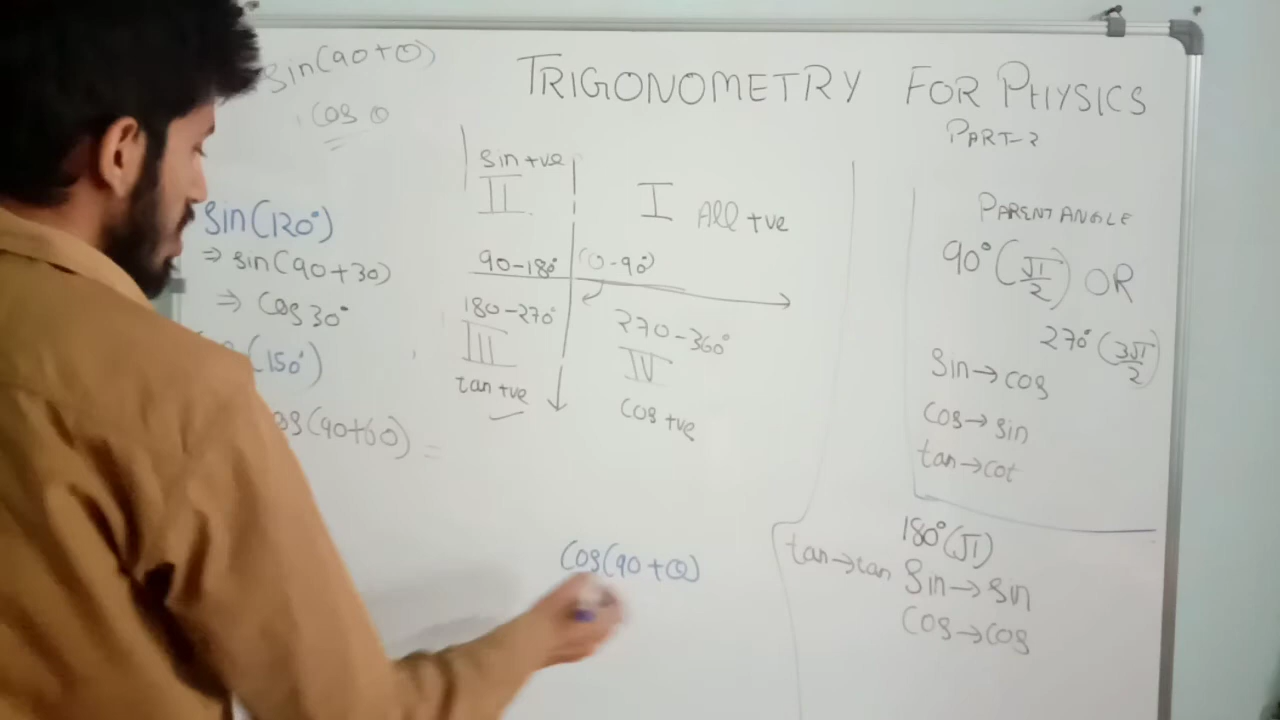 sin(90+θ)
cos θ
TRIGONOMETRY FOR PHYSICS
PART-2
sin +ve
II
I All +ve
90-180°
(0-90°)
180-270°
III
tan +ve
270-360°
IV
cos +ve
sin(120°)
⇒ sin(90+30)
⇒ cos 30°
(150°)
cos(90+60) =
cos(90+θ)
PARENT ANGLE
90° (π/2) OR
270° (3π/2)
sin→cos
cos→sin
tan→cot
180° (π)
tan→tan
sin→sin
cos→cos